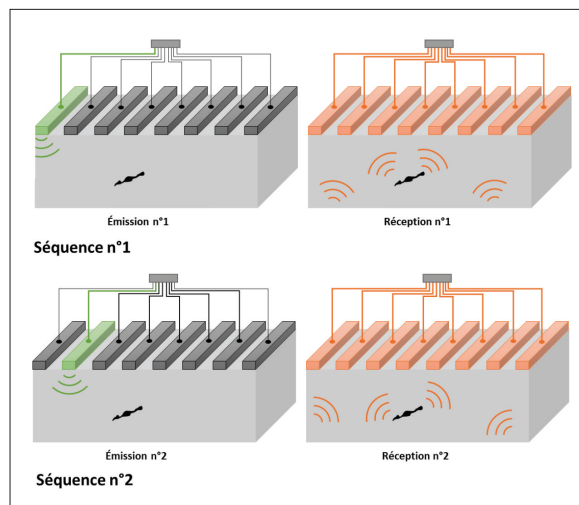 Émission n°1
Réception n°1
Séquence n°1
Émission n°2
Réception n°2
Séquence n°2